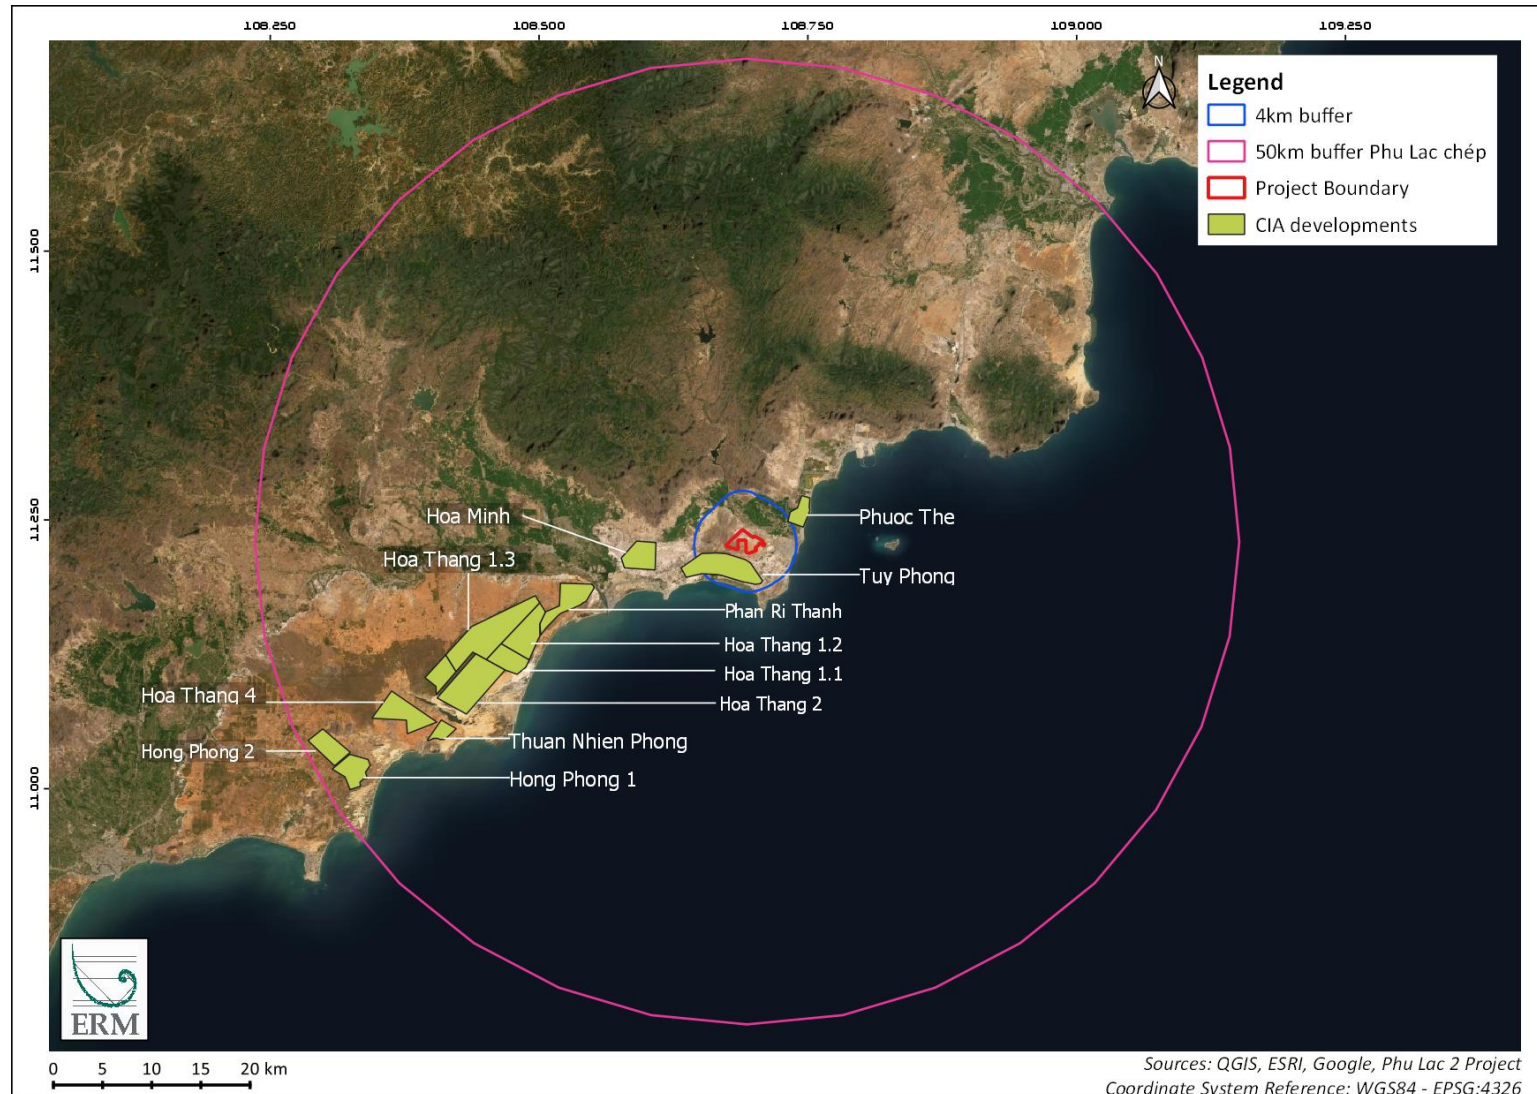 108.250 108.500 108.750 109.000 109.250
N
Legend
4km buffer
50km buffer Phu Lac chép
Project Boundary
CIA developments
11.500
11.250
11.000
Hoa Minh
Phuoc The
Hoa Thang 1.3
Tuy Phong
Phan Ri Thanh
Hoa Thang 1.2
Hoa Thang 1.1
Hoa Thang 4
Hoa Thang 2
Thuan Nhien Phong
Hong Phong 2
Hong Phong 1
ERM
0 5 10 15 20 km
Sources: QGIS, ESRI, Google, Phu Lac 2 Project
Coordinate System Reference: WGS84 - EPSG:4326